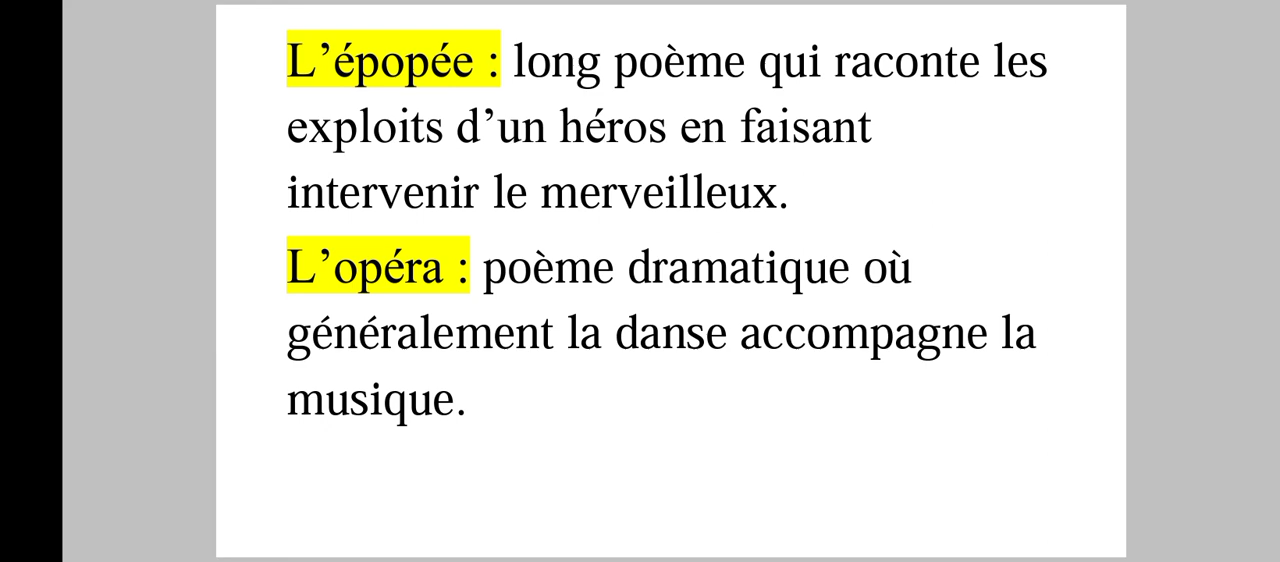 L’épopée : long poème qui raconte les
exploits d’un héros en faisant
intervenir le merveilleux.
L’opéra : poème dramatique où
généralement la danse accompagne la
musique.